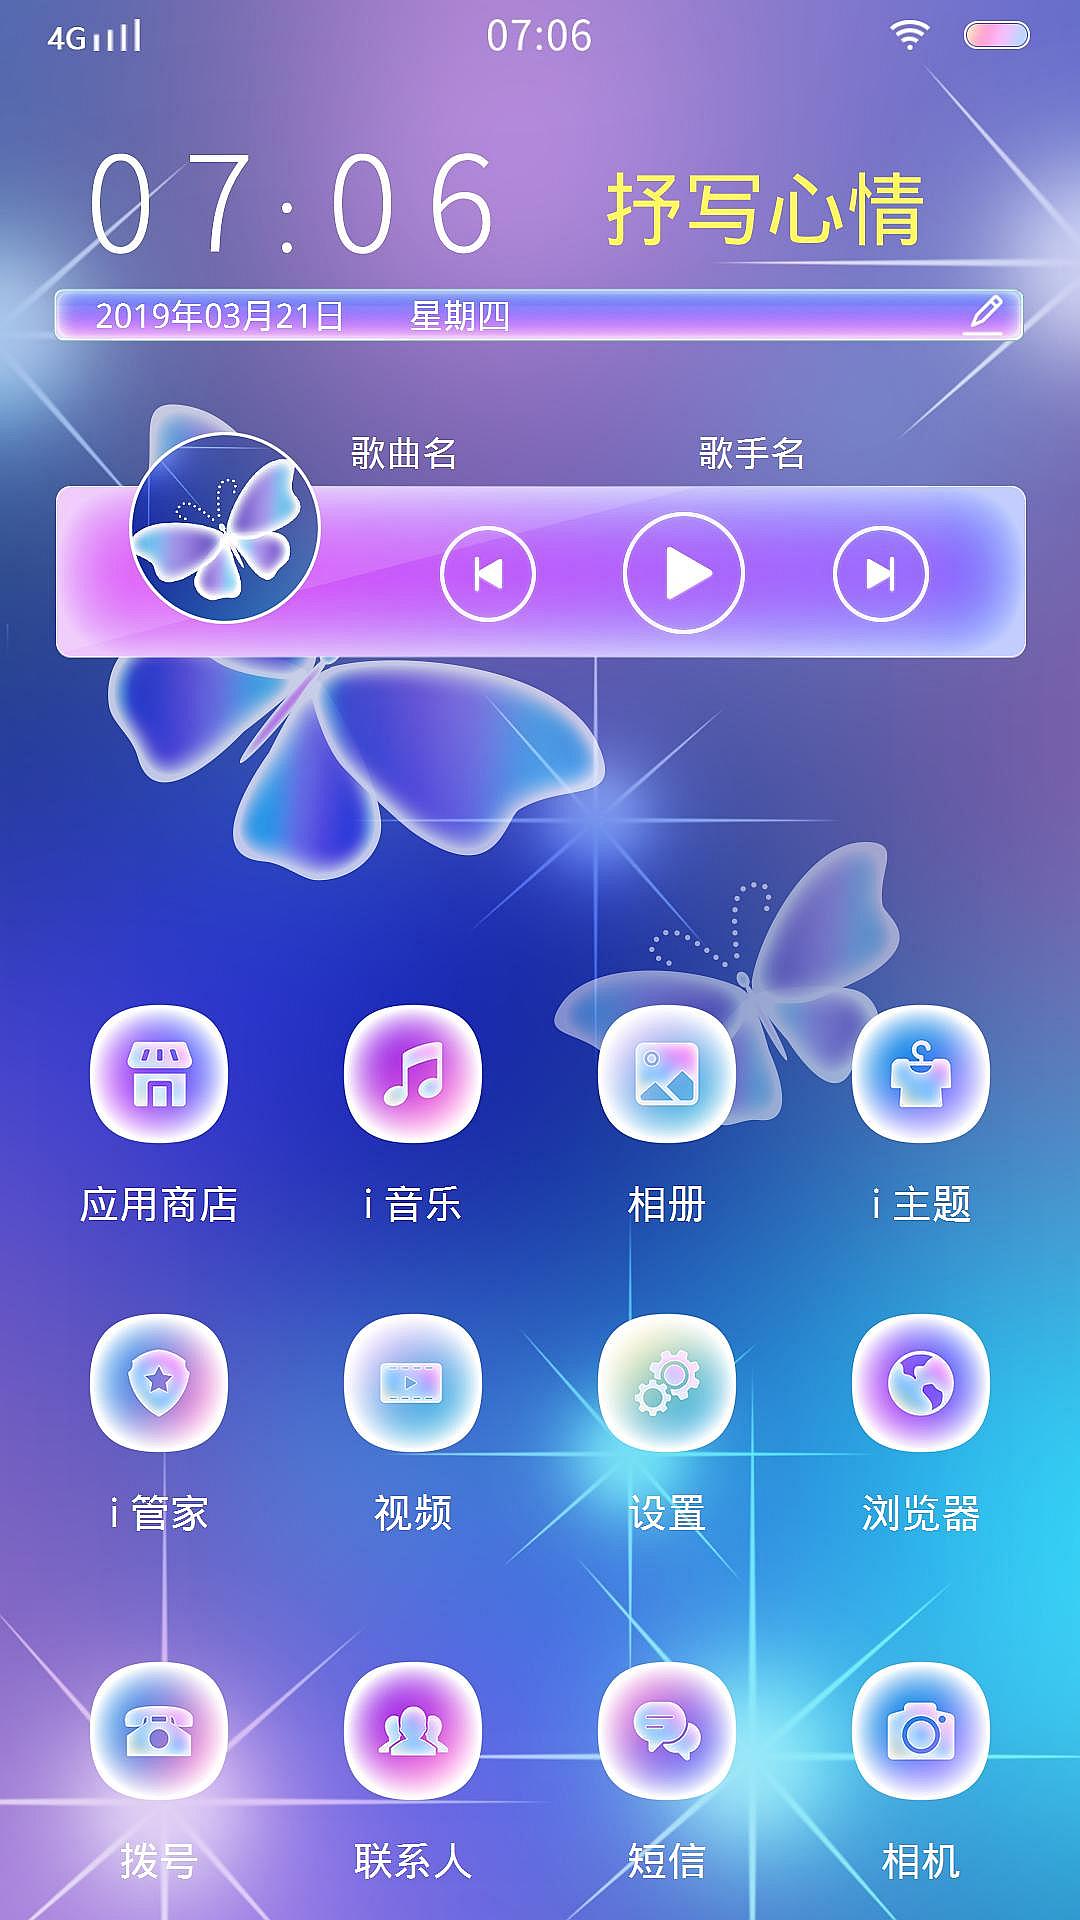 4G 07:06
07:06 抒写心情
2019年03月21日 星期四
歌曲名 歌手名
应用商店 i 音乐 相册 i 主题
i 管家 视频 设置 浏览器
拨号 联系人 短信 相机